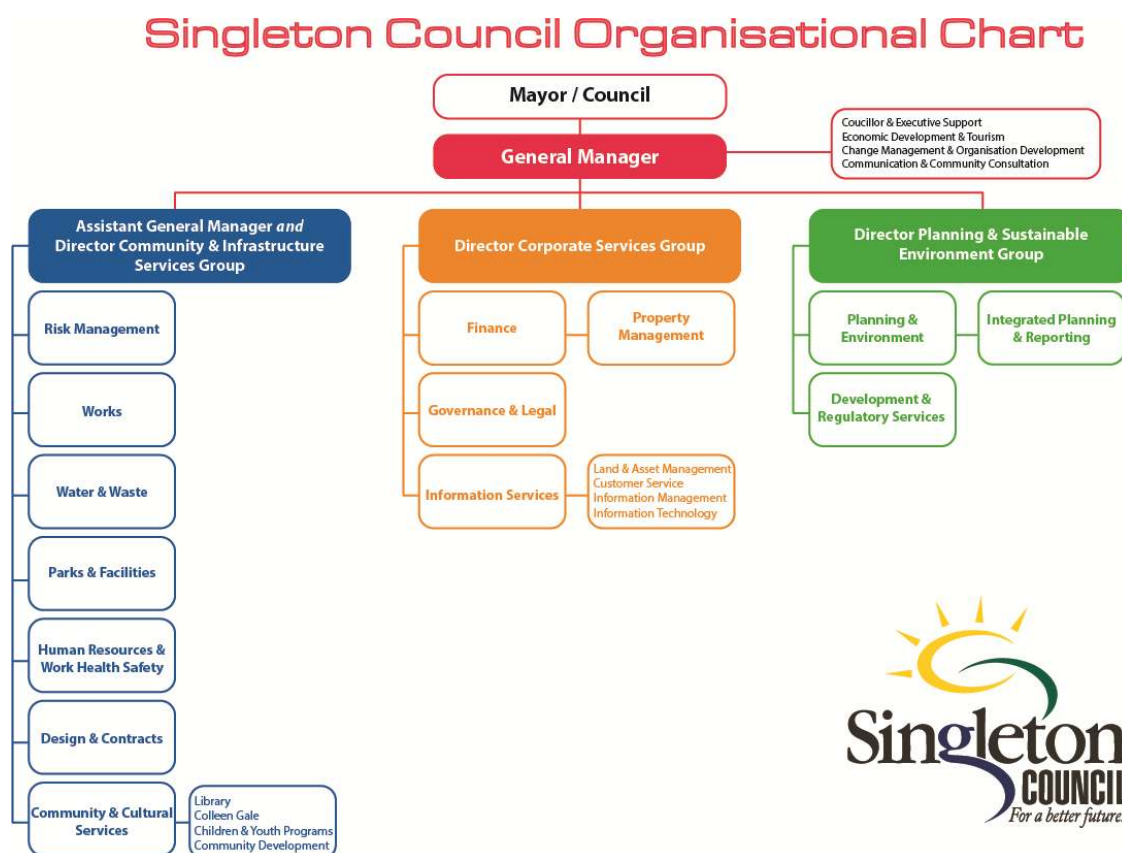 Singleton Council Organisational Chart
Mayor / Council
General Manager
Coucillor & Executive Support
Economic Development & Tourism
Change Management & Organisation Development
Communication & Community Consultation
Assistant General Manager and
Director Community & Infrastructure
Services Group
Risk Management
Works
Water & Waste
Parks & Facilities
Human Resources &
Work Health Safety
Design & Contracts
Community & Cultural
Services
Library
Colleen Gale
Children & Youth Programs
Community Development
Director Corporate Services Group
Finance
Property
Management
Governance & Legal
Information Services
Land & Asset Management
Customer Service
Information Management
Information Technology
Director Planning & Sustainable
Environment Group
Planning &
Environment
Integrated Planning
& Reporting
Development &
Regulatory Services
Singleton
COUNCIL
For a better future.